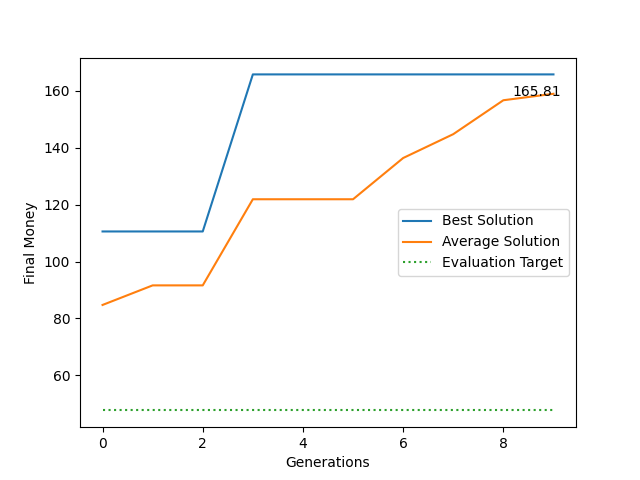 160
140
120
100
80
60
Final Money
165.81
Best Solution
Average Solution
Evaluation Target
0
2
4
6
8
Generations